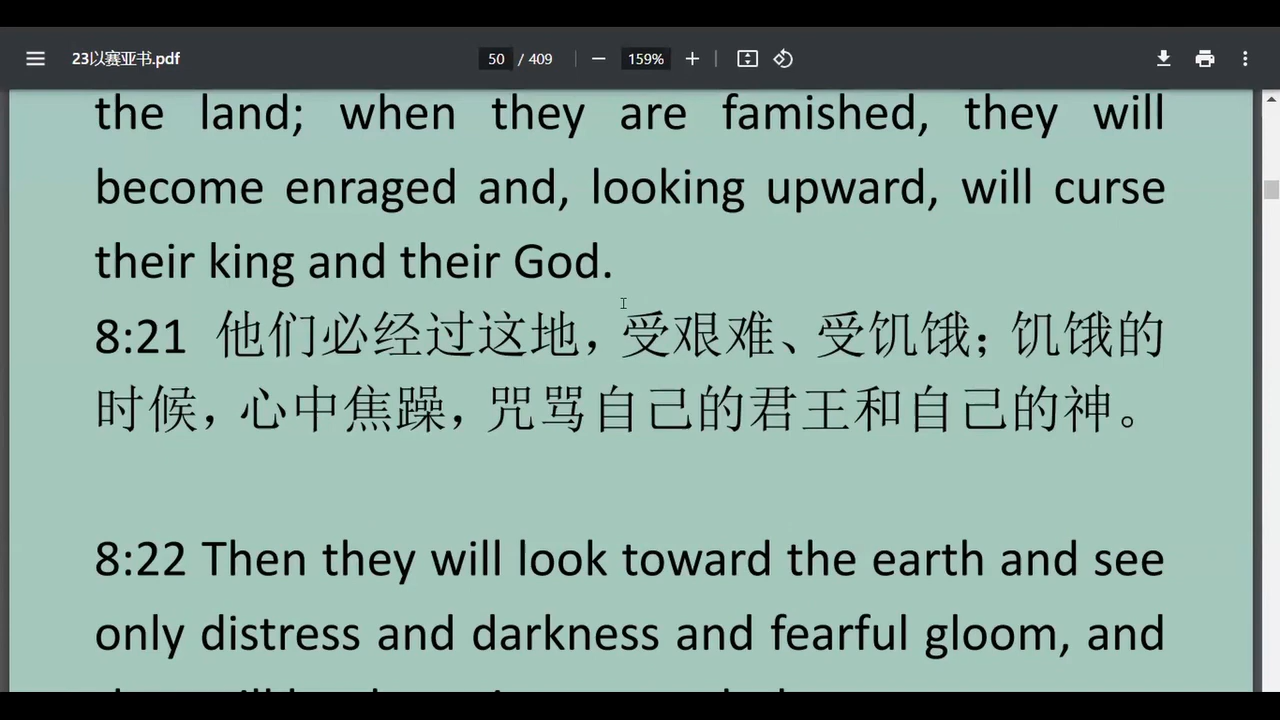 23以赛亚书.pdf
50 / 409
159%
the land; when they are famished, they will
become enraged and, looking upward, will curse
their king and their God.
8:21 他们必经过这地，受艰难、受饥饿；饥饿的
时候，心中焦躁，咒骂自己的君王和自己的神。
8:22 Then they will look toward the earth and see
only distress and darkness and fearful gloom, and